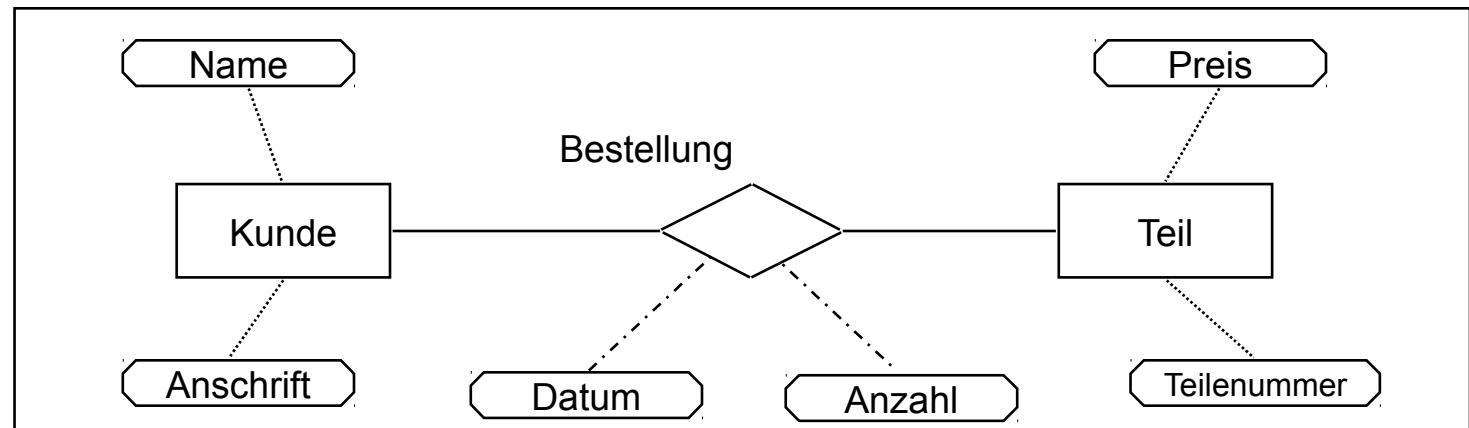 Name
Preis
Bestellung
Kunde
Teil
Anschrift
Datum
Anzahl
Teilenummer